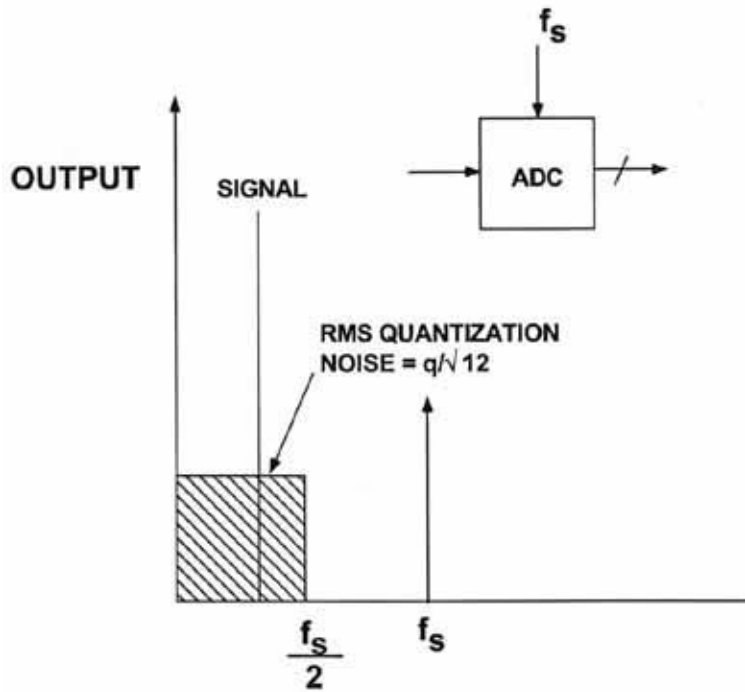 fs
OUTPUT
SIGNAL
ADC
RMS QUANTIZATION
NOISE = q/√12
fs
2
fs